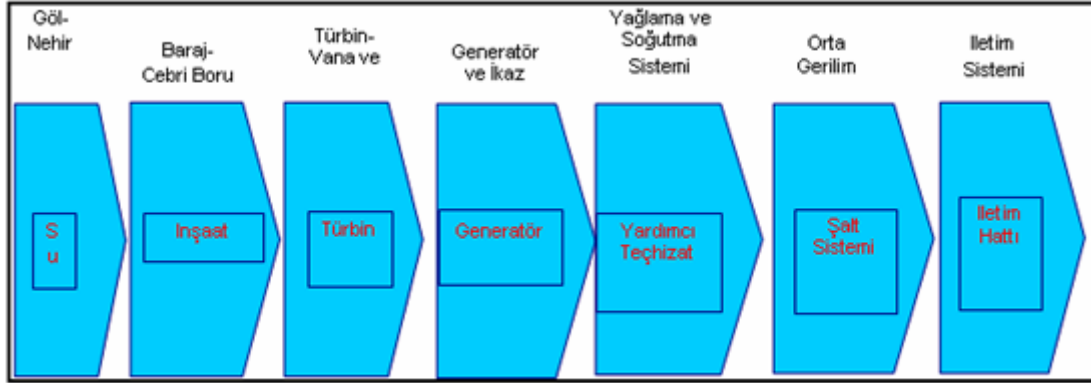 Göl-
Nehir
Baraj-
Cebri Boru
Türbin-
Vana ve
Generatör
ve İkaz
Yağlama ve
Soğutma
Sistemi
Orta
Gerilim
Iletim
Sistemi
S
u
Inşaat
Türbin
Generatör
Yardımcı
Teçhizat
Şalt
Sistemi
Iletim
Hattı